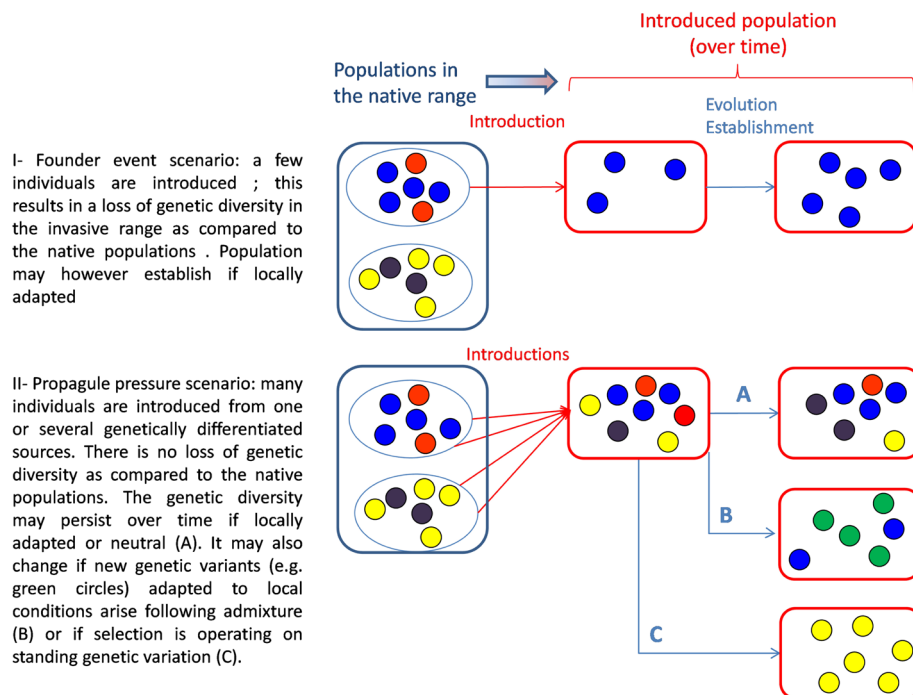 Introduced population
(over time)
Populations in
the native range
Introduction
Evolution
Establishment
I- Founder event scenario: a few
individuals are introduced ; this
results in a loss of genetic diversity in
the invasive range as compared to
the native populations . Population
may however establish if locally
adapted
Introductions
II- Propagule pressure scenario: many
individuals are introduced from one
or several genetically differentiated
sources. There is no loss of genetic
diversity as compared to the native
populations. The genetic diversity
may persist over time if locally
adapted or neutral (A). It may also
change if new genetic variants (e.g.
green circles) adapted to local
conditions arise following admixture
(B) or if selection is operating on
standing genetic variation (C).
A
B
C